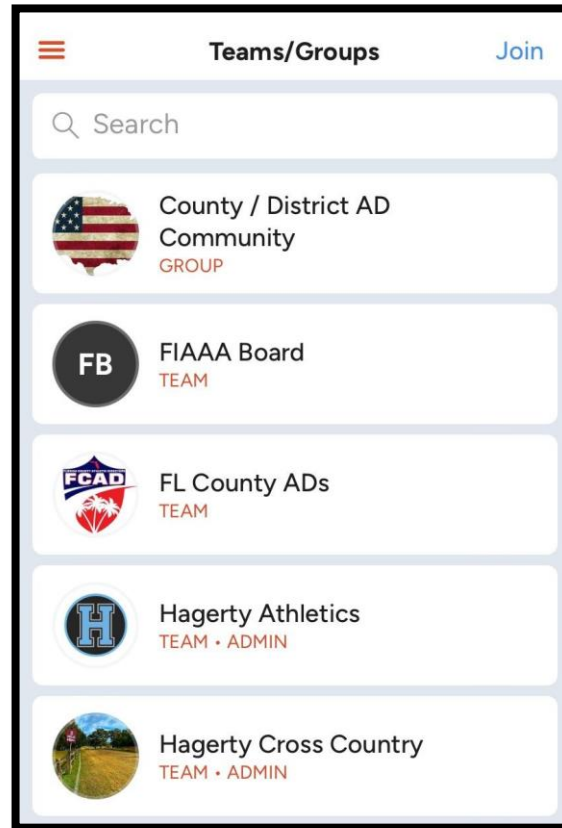 Teams/Groups
Join
Search
County / District AD
Community
GROUP
FB
FIAAA Board
TEAM
FCAD
FL County ADs
TEAM
H
Hagerty Athletics
TEAM • ADMIN
Hagerty Cross Country
TEAM • ADMIN